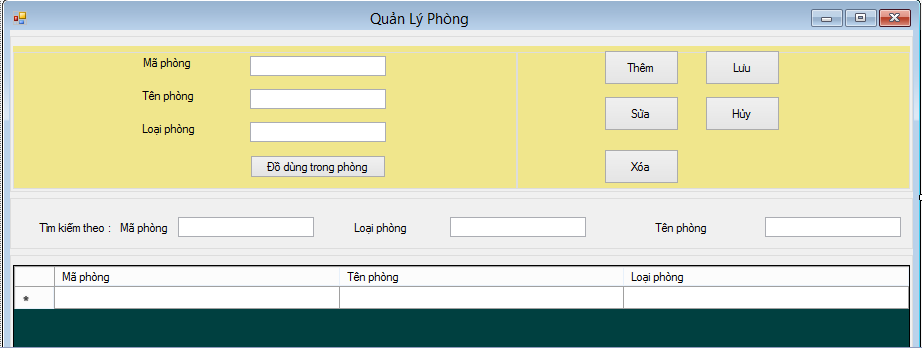 Quản Lý Phòng
Mã phòng
Thêm
Lưu
Tên phòng
Sửa
Hủy
Loại phòng
Đồ dùng trong phòng
Xóa
Tìm kiếm theo : Mã phòng
Loại phòng
Tên phòng
Mã phòng
Tên phòng
Loại phòng
*